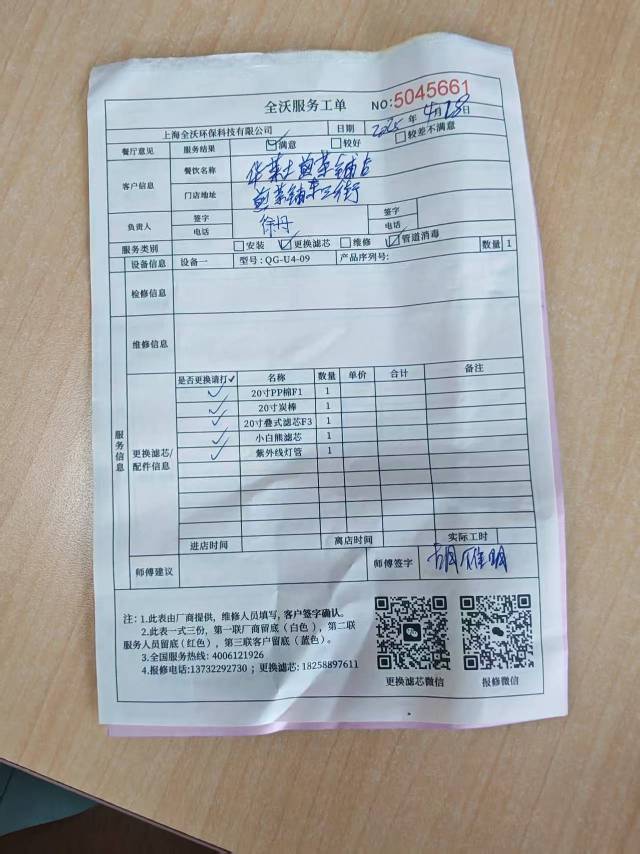 全沃服务工单 NO:5045661
上海全沃环保科技有限公司 日期 2025 年 4 月 18 日
餐厅意见 服务结果 ☑满意 □较好 □较差不满意
客户信息 餐饮名称 华莱士 店
门店地址 街
负责人 签字 徐丹 签字
电话 电话
服务类别 □安装 ☑更换滤芯 □维修 ☑管道消毒 数量 1
设备信息 设备一 型号:QG-U4-09 产品序列号:
检修信息
维修信息
服务信息
更换滤芯/配件信息
是否更换请打✓ 名称 数量 单价 合计 备注
✓ 20寸PP棉F1 1
✓ 20寸炭棒 1
✓ 20寸叠式滤芯F3 1
✓ 小白熊滤芯 1
✓ 紫外线灯管 1
进店时间 离店时间 实际工时
师傅建议 师傅签字
注:1.此表由厂商提供,维修人员填写,客户签字确认。
2.此表一式三份,第一联厂商留底(白色),第二联
服务人员留底(红色),第三联客户留底(蓝色)。
3.全国服务热线: 4006121926
4.报修电话:13732292730 ; 更换滤芯: 18258897611
更换滤芯微信 报修微信